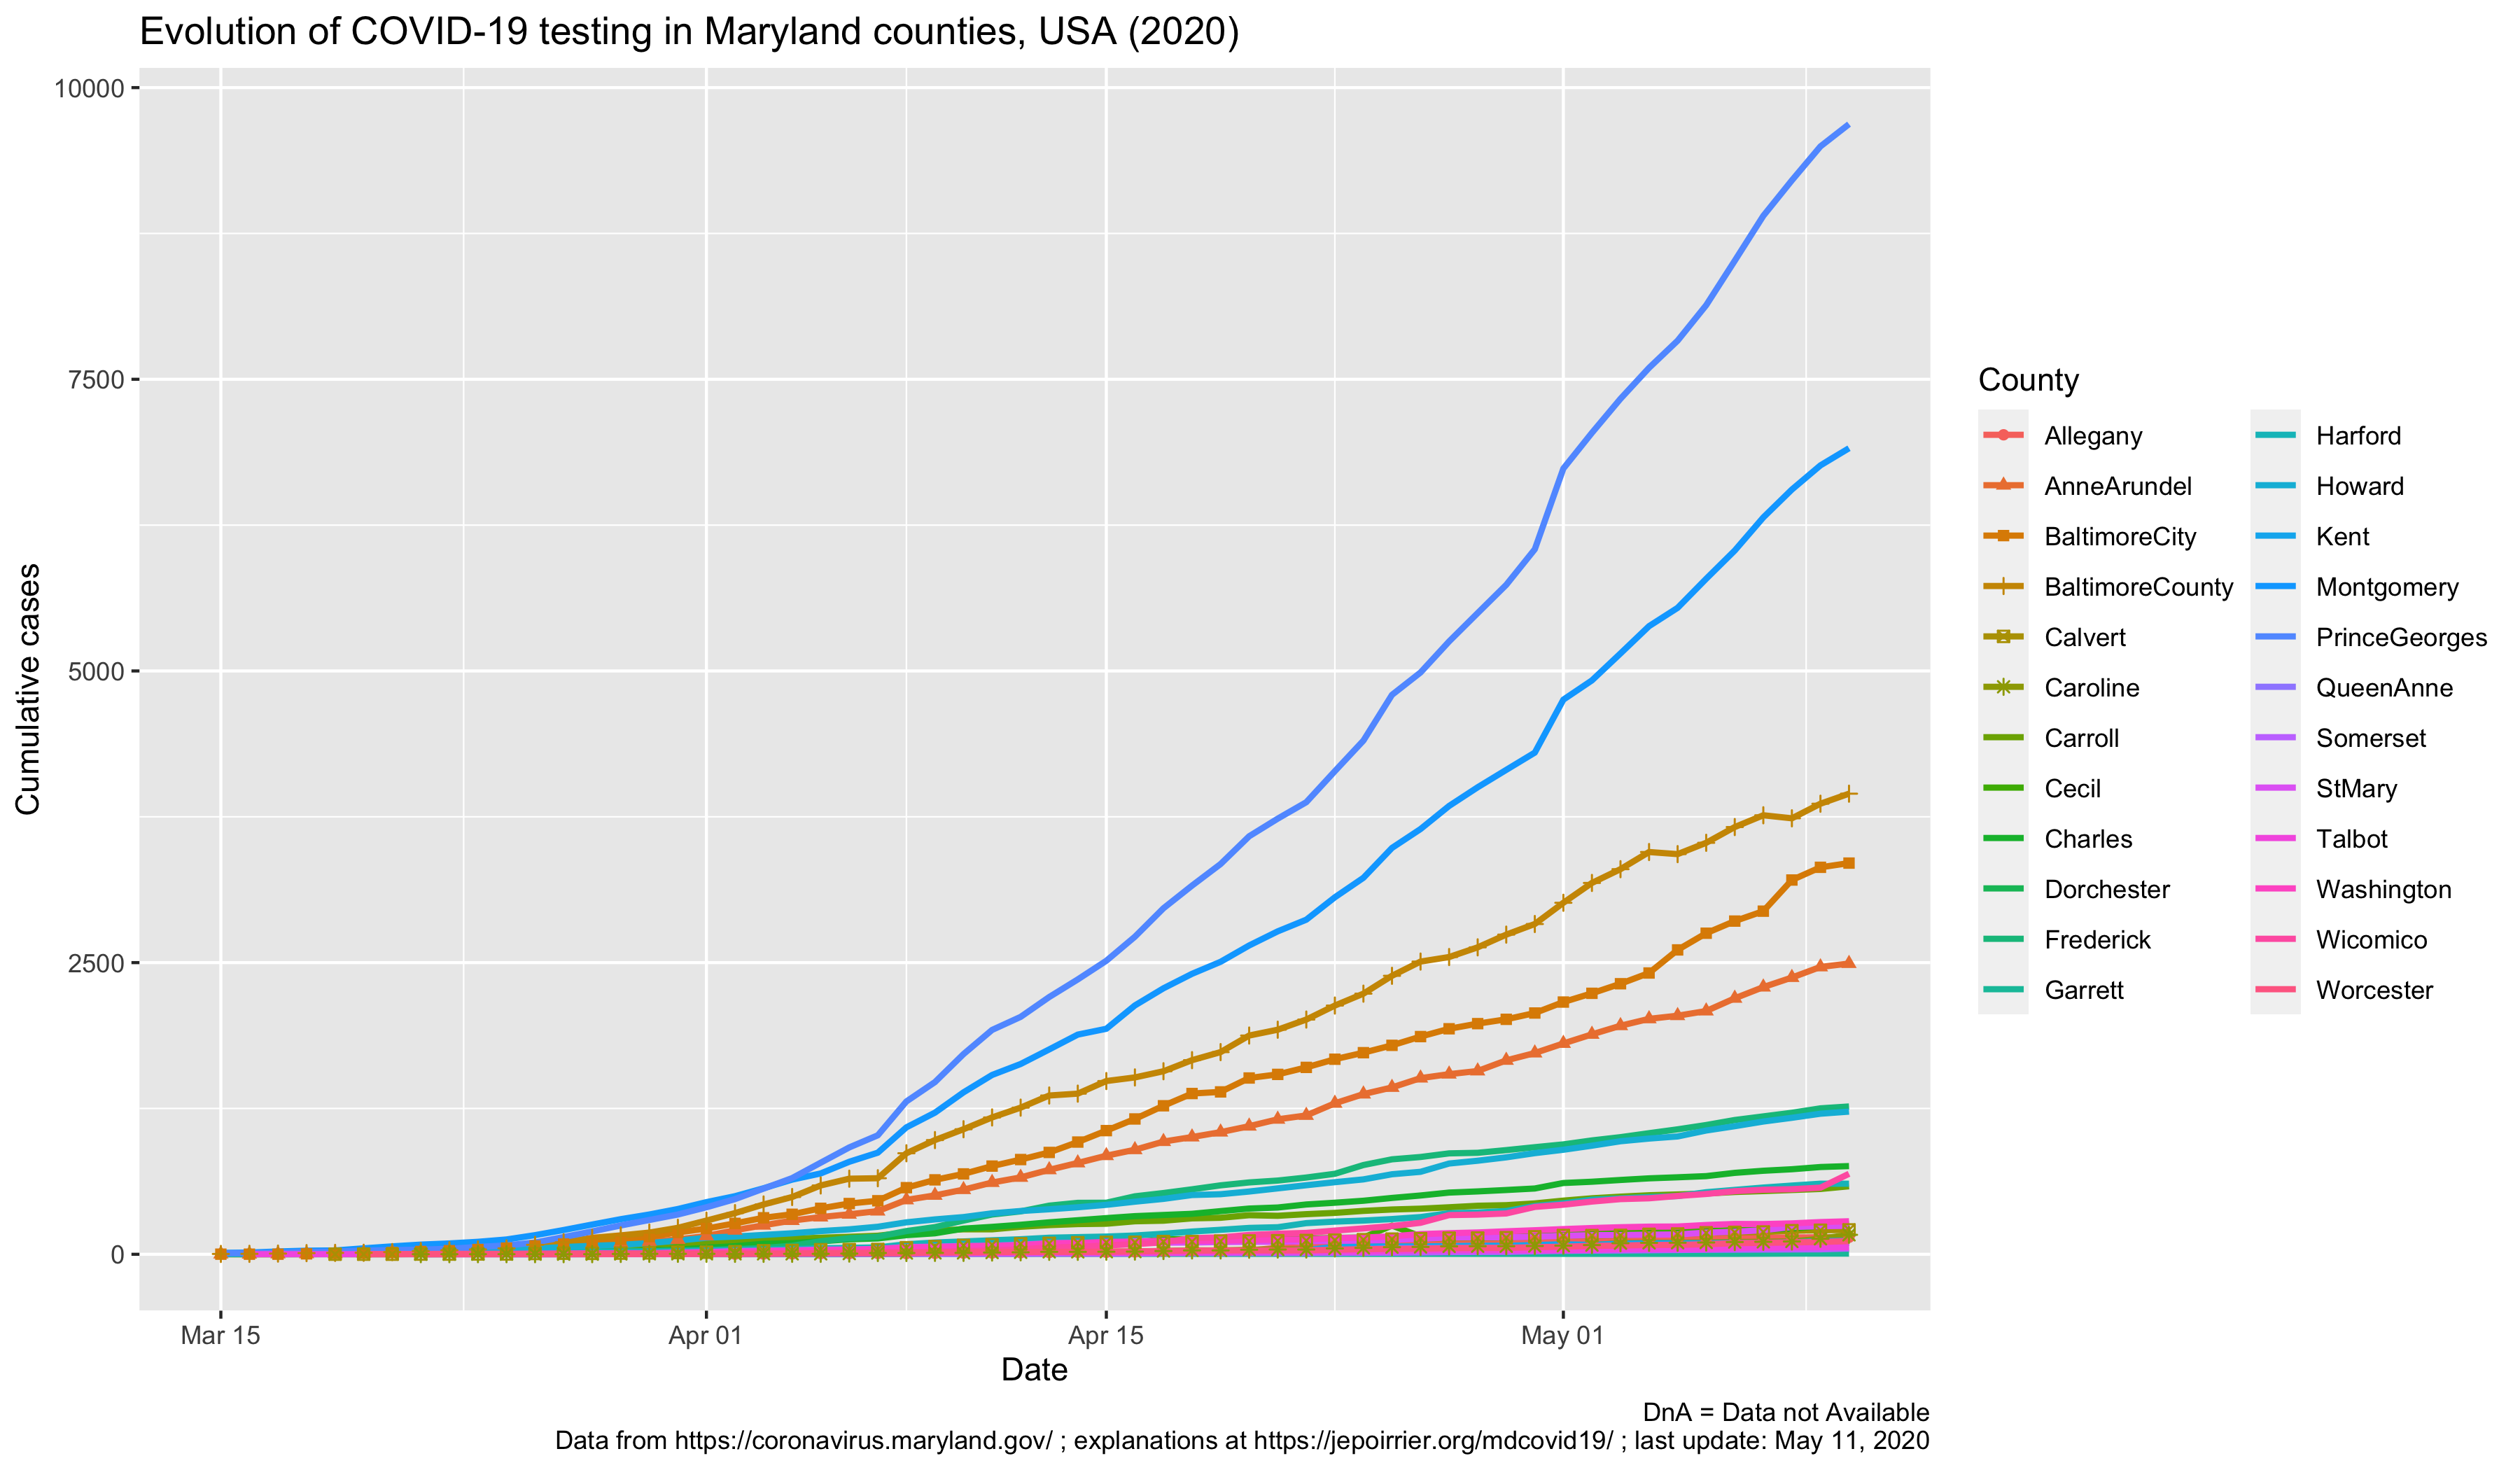 Evolution of COVID-19 testing in Maryland counties, USA (2020)
Cumulative cases
10000
7500
5000
2500
0
Mar 15
Apr 01
Apr 15
May 01
Date
County
Allegany
AnneArundel
BaltimoreCity
BaltimoreCounty
Calvert
Caroline
Carroll
Cecil
Charles
Dorchester
Frederick
Garrett
Harford
Howard
Kent
Montgomery
PrinceGeorges
QueenAnne
Somerset
StMary
Talbot
Washington
Wicomico
Worcester
DnA = Data not Available
Data from https://coronavirus.maryland.gov/ ; explanations at https://jepoirrier.org/mdcovid19/ ; last update: May 11, 2020